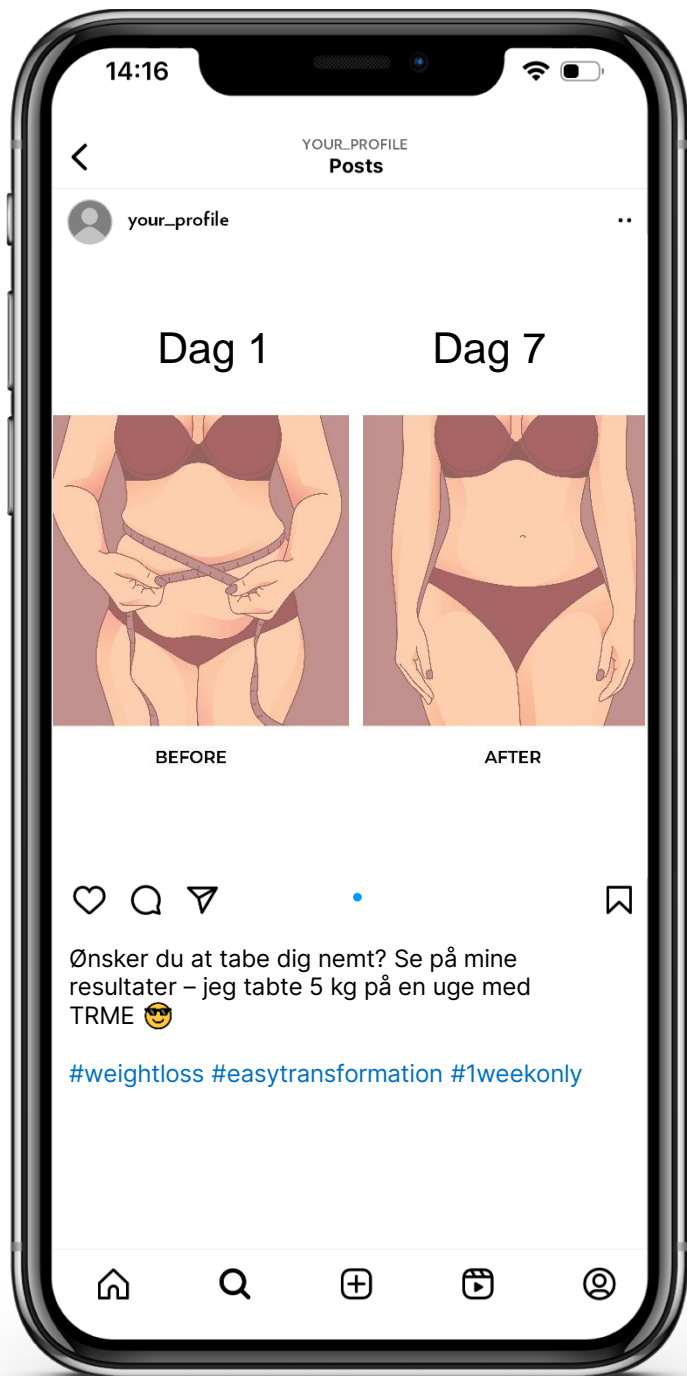 14:16
YOUR_PROFILE
Posts
your_profile
Dag 1
Dag 7
BEFORE
AFTER
Ønsker du at tabe dig nemt? Se på mine
resultater – jeg tabte 5 kg på en uge med
TRME 😎
#weightloss #easytransformation #1weekonly